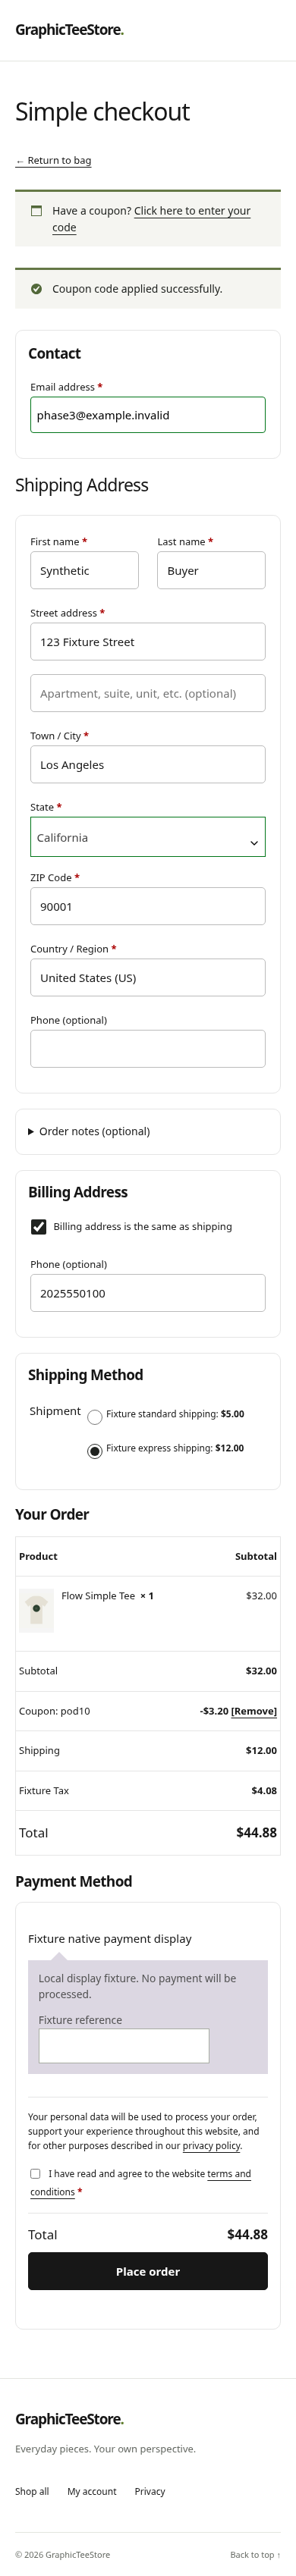 GraphicTeeStore.
Simple checkout
← Return to bag
Have a coupon? Click here to enter your
code
Coupon code applied successfully.
Contact
Email address *
phase3@example.invalid
Shipping Address
First name * Last name *
Synthetic Buyer
Street address *
123 Fixture Street
Apartment, suite, unit, etc. (optional)
Town / City *
Los Angeles
State *
California
ZIP Code *
90001
Country / Region *
United States (US)
Phone (optional)
Order notes (optional)
Billing Address
Billing address is the same as shipping
Phone (optional)
2025550100
Shipping Method
Shipment Fixture standard shipping: $5.00
Fixture express shipping: $12.00
Your Order
Product Subtotal
Flow Simple Tee × 1 $32.00
Subtotal $32.00
Coupon: pod10 -$3.20 [Remove]
Shipping $12.00
Fixture Tax $4.08
Total $44.88
Payment Method
Fixture native payment display
Local display fixture. No payment will be
processed.
Fixture reference
Your personal data will be used to process your order,
support your experience throughout this website, and
for other purposes described in our privacy policy.
I have read and agree to the website terms and
conditions *
Total $44.88
Place order
GraphicTeeStore.
Everyday pieces. Your own perspective.
Shop all My account Privacy
© 2026 GraphicTeeStore Back to top ↑